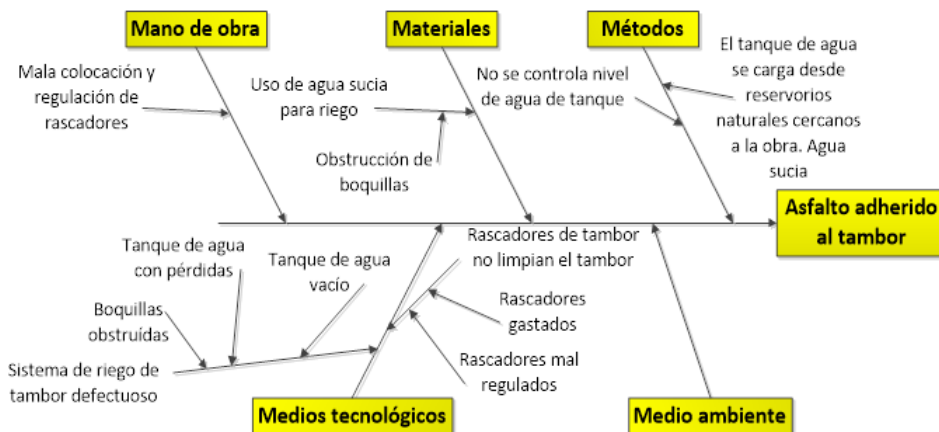 Mano de obra
Materiales
Métodos
Mala colocación y
regulación de
rascadores
Uso de agua sucia
para riego
Obstrucción de
boquillas
No se controla nivel
de agua de tanque
El tanque de agua
se carga desde
reservorios
naturales cercanos
a la obra. Agua
sucia
Asfalto adherido
al tambor
Tanque de agua
con pérdidas
Boquillas
obstruídas
Sistema de riego de
tambor defectuoso
Tanque de agua
vacío
Rascadores de tambor
no limpian el tambor
Rascadores
gastados
Rascadores mal
regulados
Medios tecnológicos
Medio ambiente